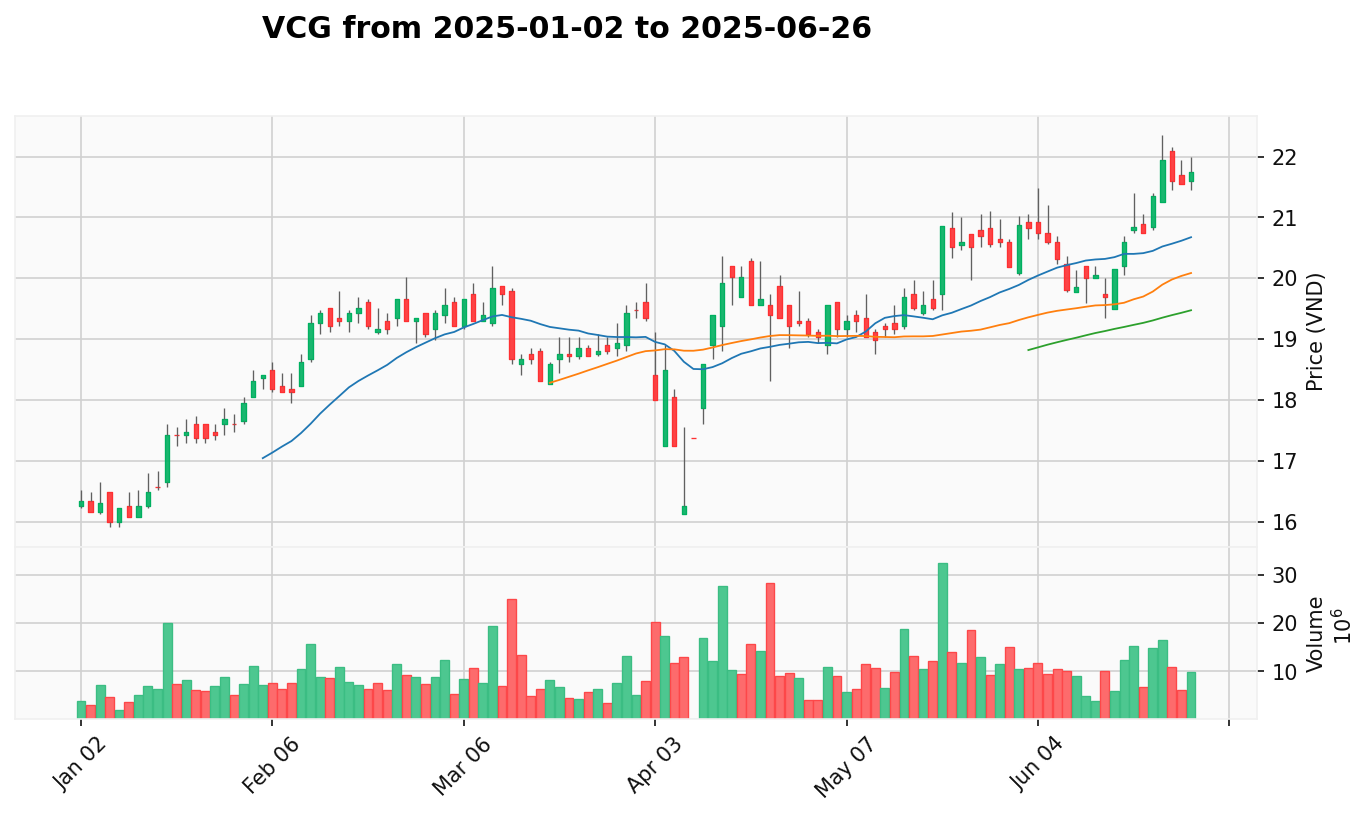 VCG from 2025-01-02 to 2025-06-26
22
21
20
19
18
17
16
Price (VND)
30
20
10
Volume
10^6
Jan 02
Feb 06
Mar 06
Apr 03
May 07
Jun 04